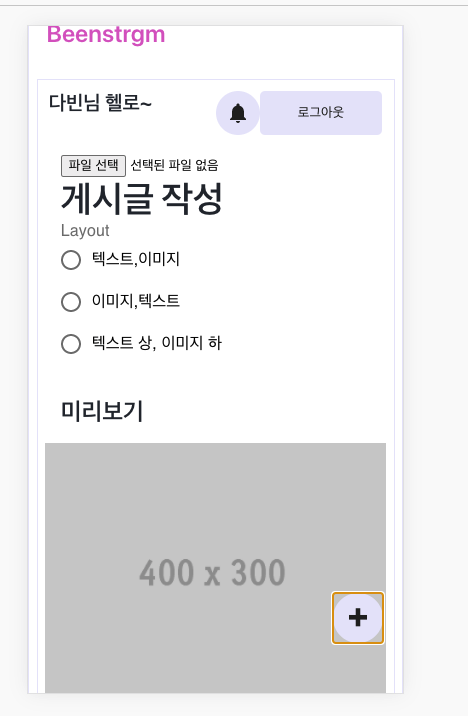 Beenstrgm
다빈님 헬로~
로그아웃
파일 선택 선택된 파일 없음
게시글 작성
Layout
텍스트,이미지
이미지,텍스트
텍스트 상, 이미지 하
미리보기
400 x 300
+